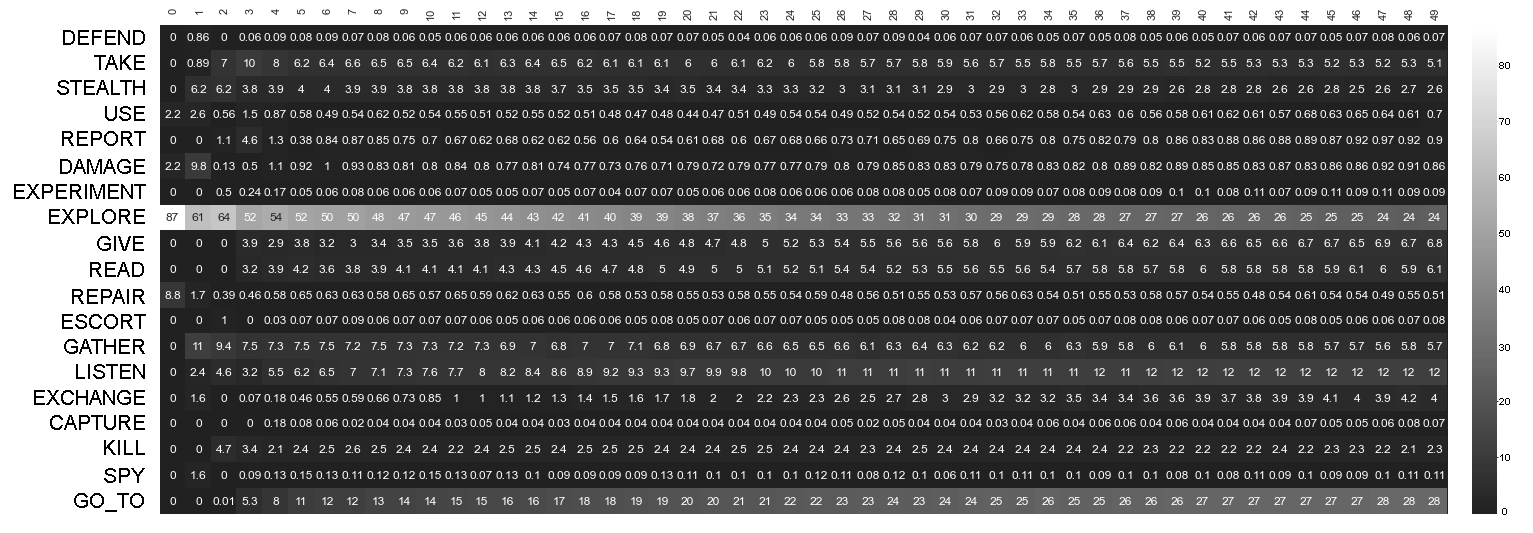 0 1 2 3 4 5 6 7 8 9 10 11 12 13 14 15 16 17 18 19 20 21 22 23 24 25 26 27 28 29 30 31 32 33 34 35 36 37 38 39 40 41 42 43 44 45 46 47 48 49
DEFEND 0 0.86 0 0.06 0.09 0.08 0.09 0.07 0.08 0.06 0.05 0.06 0.06 0.06 0.06 0.06 0.06 0.07 0.08 0.07 0.07 0.05 0.04 0.06 0.06 0.06 0.09 0.07 0.09 0.04 0.06 0.07 0.07 0.06 0.05 0.07 0.05 0.08 0.06 0.07 0.05 0.07 0.06 0.05 0.07 0.05 0.07 0.08 0.06 0.07
TAKE 0 0.89 7 10 8 6.2 6.4 6.6 6.5 6.5 6.4 6.2 6.1 6.3 6.4 6.5 6.2 6.1 6.1 6.1 6 6 6.1 6.2 6 5.8 5.8 5.9 5.7 5.8 5.9 5.5 5.7 5.8 5.5 5.5 5.7 5.6 5.5 5.5 5.2 5.5 5.3 5.3 5.2 5.3 5.5 5.2 5.3 5.1
STEALTH 0 6.2 6.2 3.8 3.9 4 4 3.9 3.9 3.8 3.8 3.8 3.8 3.8 3.8 3.7 3.5 3.5 3.5 3.4 3.5 3.4 3.4 3.3 3.3 3.2 3 3.1 3.1 3.1 2.9 3 2.9 3 2.8 3 2.9 2.9 2.9 2.6 2.8 2.7 2.7 2.8 2.6 2.8 2.5 2.6 2.7 2.6
USE 2.2 2.6 0.56 1.5 0.87 0.58 0.49 0.54 0.62 0.52 0.54 0.55 0.51 0.52 0.55 0.52 0.51 0.48 0.47 0.48 0.44 0.47 0.51 0.49 0.54 0.54 0.49 0.52 0.54 0.52 0.54 0.53 0.56 0.58 0.54 0.63 0.6 0.56 0.58 0.61 0.62 0.61 0.57 0.68 0.63 0.65 0.64 0.61 0.7
REPORT 0 0 1.1 4.6 1.3 0.38 0.84 0.87 0.85 0.75 0.7 0.67 0.62 0.68 0.62 0.64 0.66 0.6 0.64 0.54 0.61 0.68 0.6 0.67 0.68 0.66 0.73 0.71 0.65 0.69 0.75 0.8 0.66 0.75 0.8 0.75 0.82 0.79 0.8 0.86 0.83 0.88 0.86 0.89 0.85 0.87 0.92 0.97 0.92 0.9
DAMAGE 2.2 9.8 0.13 0.5 1.1 0.92 1 0.93 0.83 0.81 0.8 0.84 0.8 0.77 0.81 0.74 0.77 0.73 0.76 0.71 0.79 0.72 0.79 0.77 0.77 0.79 0.8 0.79 0.85 0.83 0.83 0.79 0.75 0.78 0.83 0.82 0.8 0.89 0.82 0.89 0.85 0.85 0.83 0.87 0.83 0.86 0.86 0.92 0.91 0.86
EXPERIMENT 0 0 0.5 0.24 0.17 0.05 0.06 0.08 0.06 0.06 0.06 0.07 0.05 0.05 0.06 0.05 0.07 0.04 0.07 0.07 0.05 0.05 0.08 0.06 0.06 0.06 0.08 0.08 0.08 0.05 0.08 0.07 0.09 0.09 0.07 0.08 0.09 0.08 0.09 0.1 0.1 0.08 0.11 0.07 0.09 0.11 0.09 0.11 0.09 0.09
EXPLORE 87 61 64 52 54 52 50 50 48 47 47 46 45 44 43 42 41 40 39 39 38 37 36 35 34 34 33 33 32 31 31 30 29 29 29 28 28 27 27 27 26 26 26 26 25 25 25 24 24 24
GIVE 0 0 0 3.9 2.9 3.8 3.2 3 3.4 3.5 3.5 3.6 3.8 3.9 4.1 4.2 4.3 4.3 4.5 4.6 4.8 4.7 4.8 5 5.2 5.3 5.4 5.5 5.6 5.6 5.6 5.8 6 5.9 5.9 6.2 6.1 6.4 6.2 6.4 6.3 6.6 6.5 6.6 6.7 6.7 6.5 6.9 6.7 6.8
READ 0 0 0 3.2 3.9 4.2 3.6 3.8 3.9 4.1 4.1 4.1 4.1 4.3 4.3 4.5 4.6 4.7 4.8 5 4.9 5 5 5.1 5.2 5.1 5.4 5.4 5.2 5.3 5.5 5.6 5.5 5.6 5.4 5.7 5.8 5.8 5.7 5.8 6 5.8 5.8 5.8 5.8 5.9 6.1 6 5.9 6.1
REPAIR 8.8 1.7 0.39 0.46 0.58 0.65 0.63 0.63 0.58 0.65 0.57 0.65 0.59 0.62 0.63 0.55 0.6 0.58 0.53 0.58 0.55 0.53 0.58 0.55 0.54 0.59 0.48 0.56 0.51 0.55 0.53 0.57 0.56 0.63 0.54 0.51 0.55 0.53 0.58 0.57 0.54 0.55 0.48 0.54 0.61 0.54 0.54 0.49 0.55 0.51
ESCORT 0 0 1 0 0.03 0.07 0.07 0.09 0.06 0.07 0.07 0.07 0.06 0.05 0.06 0.06 0.06 0.06 0.05 0.08 0.05 0.07 0.06 0.07 0.07 0.05 0.05 0.05 0.08 0.08 0.04 0.06 0.07 0.07 0.07 0.05 0.07 0.08 0.08 0.06 0.04 0.07 0.06 0.05 0.08 0.06 0.08 0.06 0.07 0.08
GATHER 0 11 9.4 7.5 7.3 7.5 7.5 7.2 7.5 7.3 7.3 7.2 7.3 6.9 7 6.8 7 7 7.1 6.8 6.9 6.7 6.7 6.6 6.5 6.5 6.6 6.1 6.3 6.4 6.3 6.2 6.2 6 6 6.3 5.9 5.8 6 6.1 6 5.8 5.8 5.8 5.8 5.7 5.7 5.6 5.8 5.7
LISTEN 0 2.4 4.6 3.2 5.5 6.2 6.5 7 7.1 7.3 7.6 7.7 8 8.2 8.4 8.6 8.9 9.2 9.3 9.3 9.7 9.9 9.8 10 10 10 11 11 11 11 11 11 11 11 11 11 12 11 12 12 12 12 12 12 12 12 12 12 12 12
EXCHANGE 0 1.6 0 0.07 0.18 0.46 0.55 0.59 0.66 0.73 0.85 1 1 1.1 1.2 1.3 1.4 1.5 1.6 1.7 1.8 2 2 2.2 2.3 2.3 2.6 2.5 2.7 2.8 3 2.9 3.2 3.2 3.2 3.5 3.4 3.4 3.6 3.6 3.9 3.7 3.8 3.9 3.9 4.1 4 3.9 4.2 4
CAPTURE 0 0 0 0 0.18 0.08 0.06 0.02 0.04 0.04 0.04 0.03 0.05 0.04 0.03 0.04 0.04 0.04 0.04 0.04 0.04 0.04 0.04 0.04 0.04 0.04 0.05 0.02 0.05 0.04 0.04 0.04 0.03 0.04 0.06 0.04 0.06 0.04 0.03 0.06 0.05 0.04 0.04 0.04 0.07 0.05 0.05 0.06 0.08 0.07
KILL 0 0 4.7 3.4 2.1 2.4 2.5 2.6 2.5 2.4 2.4 2.2 2.4 2.5 2.5 2.4 2.4 2.4 2.5 2.5 2.4 2.4 2.4 2.4 2.4 2.4 2.4 2.3 2.4 2.5 2.4 2.2 2.4 2.2 2.4 2.4 2.4 2.2 2.3 2.2 2.2 2.2 2.4 2.2 2.4 2.3 2.2 2.2 2.1 2.3
SPY 0 1.6 0 0.09 0.13 0.15 0.13 0.11 0.12 0.12 0.15 0.13 0.07 0.13 0.1 0.09 0.09 0.09 0.13 0.11 0.1 0.1 0.1 0.12 0.11 0.08 0.12 0.1 0.06 0.11 0.1 0.11 0.1 0.1 0.09 0.1 0.08 0.1 0.08 0.11 0.09 0.1 0.09 0.1 0.11 0.11
GO_TO 0 0 0.01 5.3 8 11 12 12 13 14 14 15 15 16 16 17 17 18 18 19 19 20 20 21 21 22 22 23 23 24 23 24 24 25 25 26 25 26 26 26 27 27 27 27 27 27 27 28 28 28
80
70
60
50
40
30
20
10
0